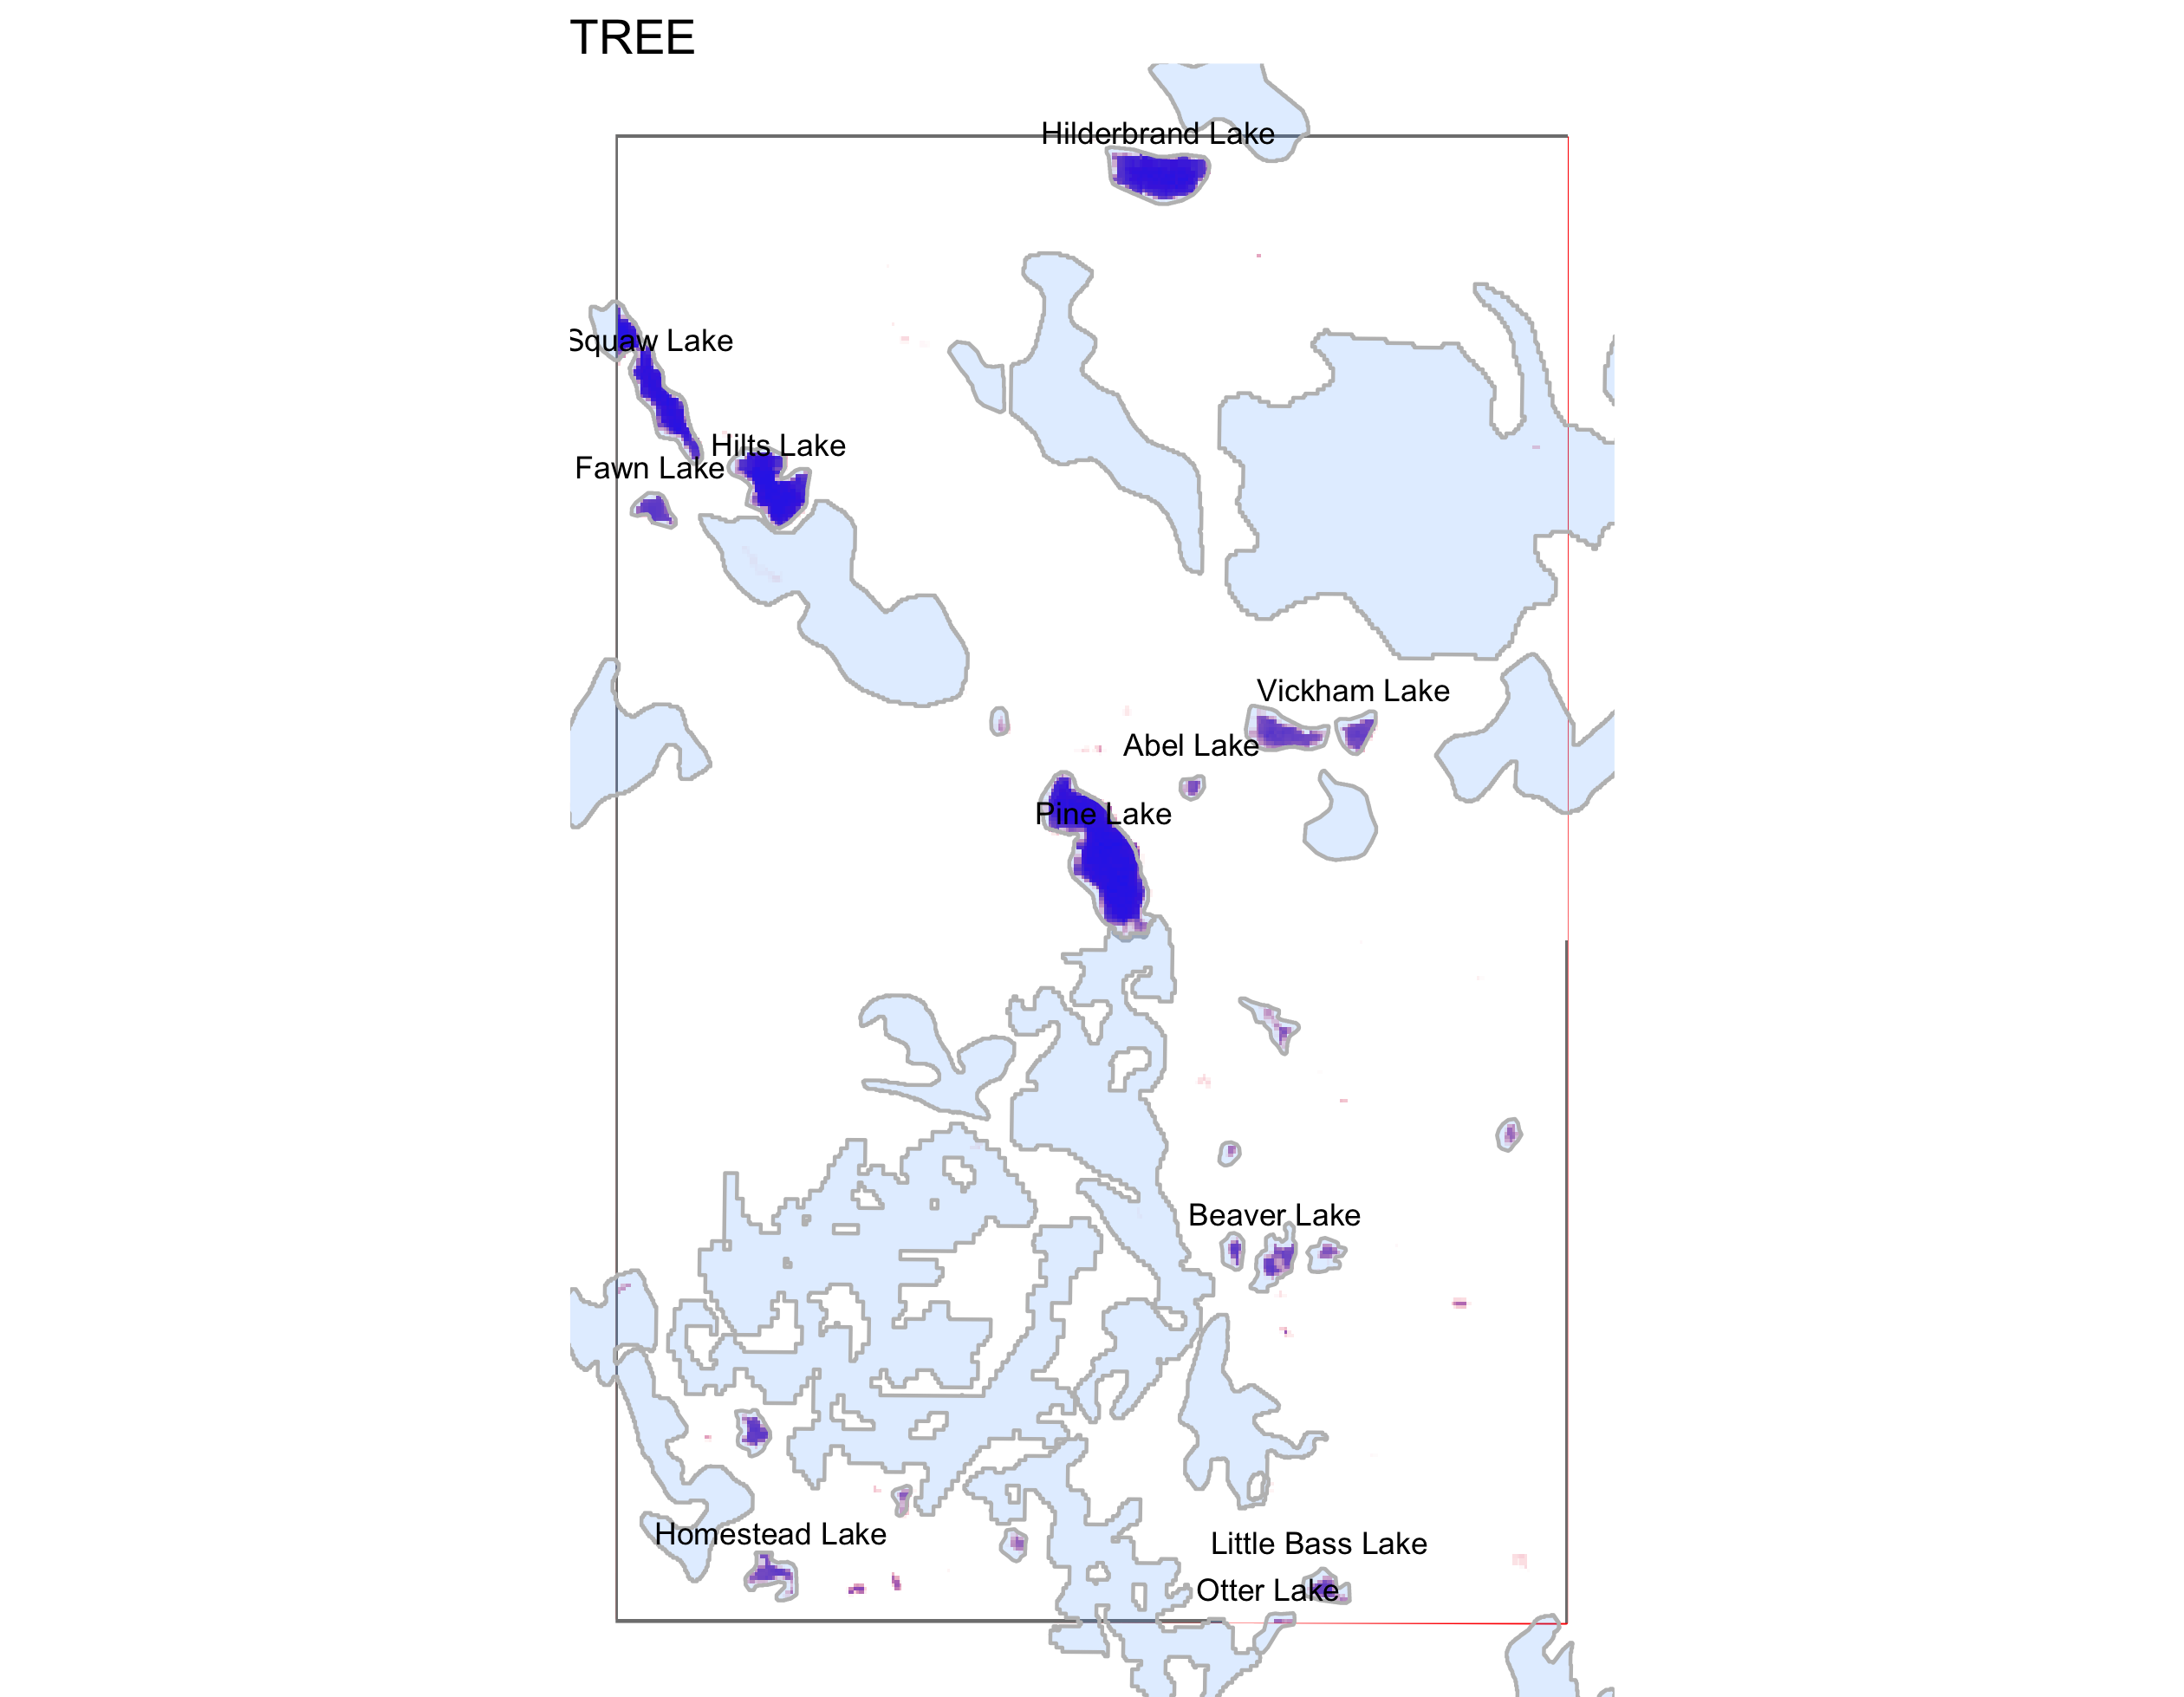 TREE
Hilderbrand Lake
Squaw Lake
Hilts Lake
Fawn Lake
Vickham Lake
Abel Lake
Pine Lake
Beaver Lake
Homestead Lake
Little Bass Lake
Otter Lake